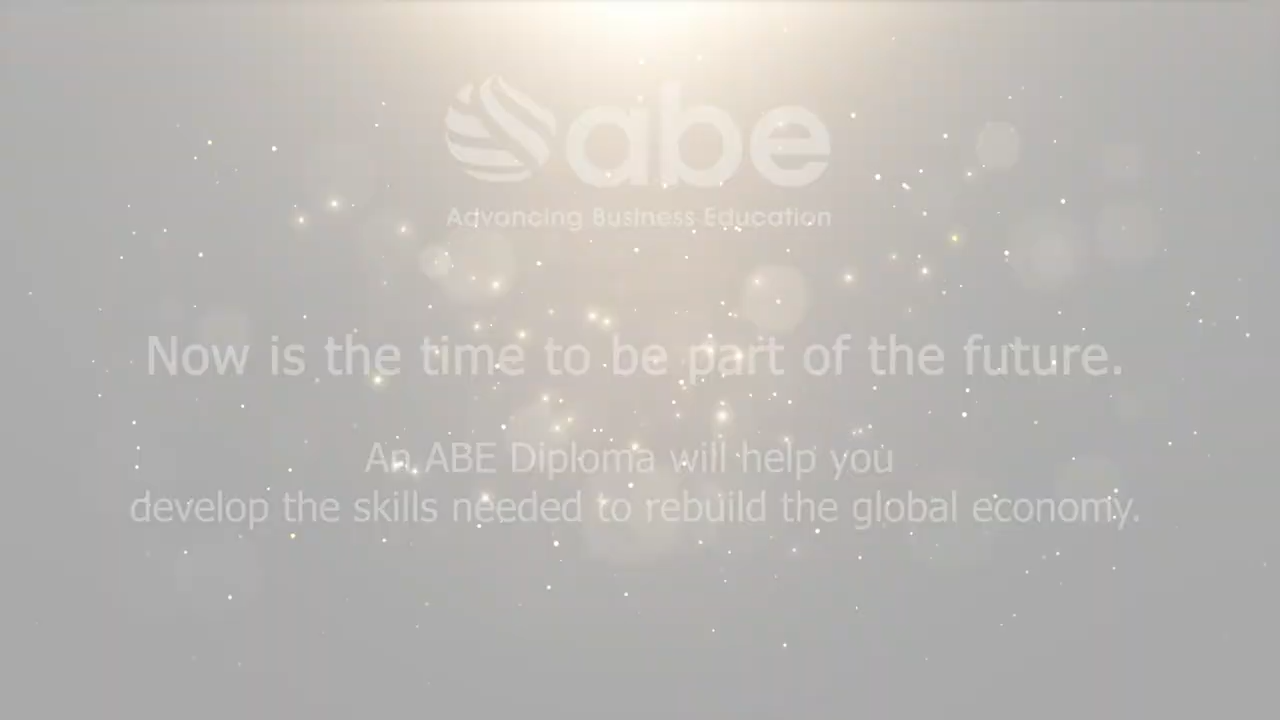 abe
Advancing Business Education
Now is the time to be part of the future.
An ABE Diploma will help you
develop the skills needed to rebuild the global economy.